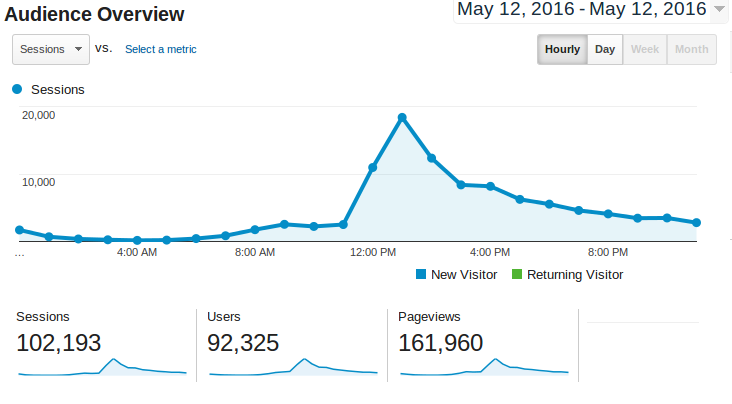 Audience Overview
May 12, 2016 - May 12, 2016
Sessions vs. Select a metric
Hourly Day Week Month
Sessions
20,000
10,000
... 4:00 AM 8:00 AM 12:00 PM 4:00 PM 8:00 PM
New Visitor Returning Visitor
Sessions Users Pageviews
102,193 92,325 161,960